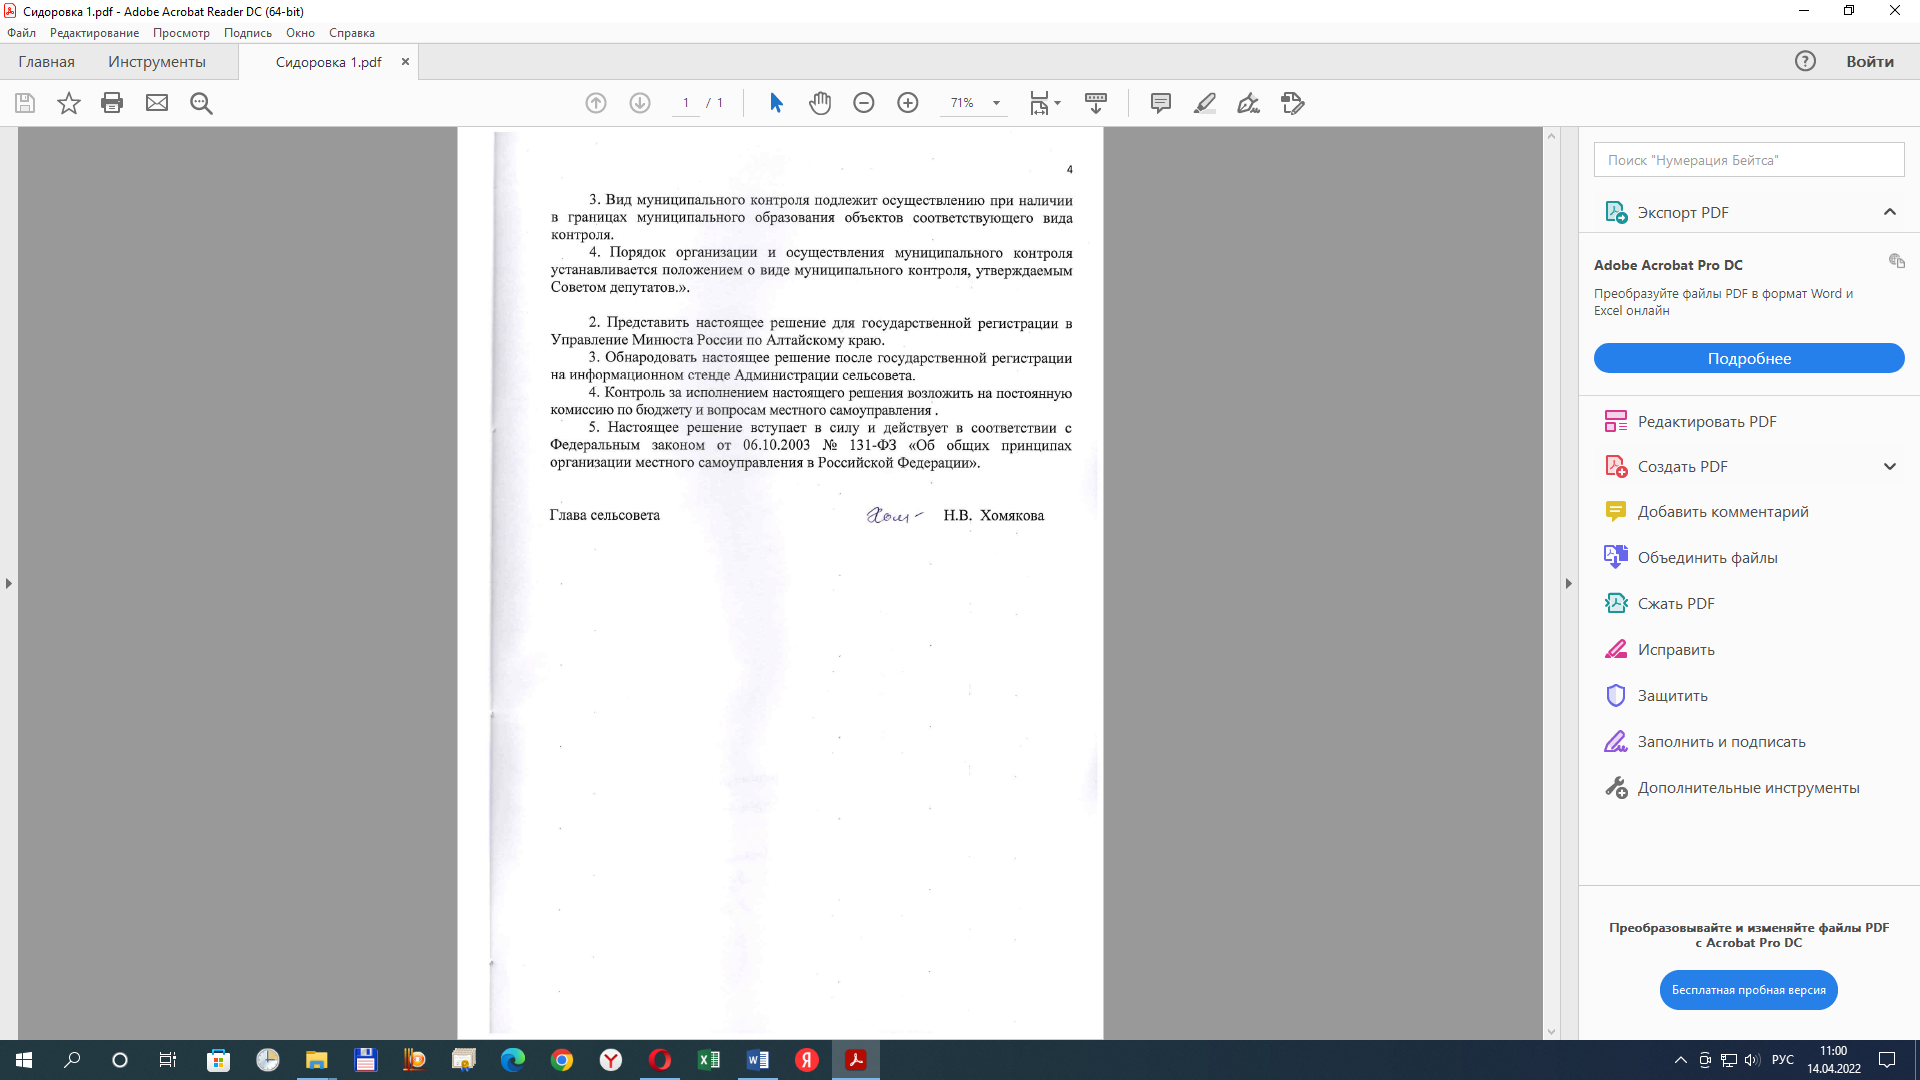 Сидоровка 1.pdf - Adobe Acrobat Reader DC (64-bit)
Файл Редактирование Просмотр Подпись Окно Справка
Главная Инструменты Сидоровка 1.pdf × ? Войти
1 / 1 71%
4
3. Вид муниципального контроля подлежит осуществлению при наличии
в границах муниципального образования объектов соответствующего вида
контроля.
4. Порядок организации и осуществления муниципального контроля
устанавливается положением о виде муниципального контроля, утверждаемым
Советом депутатов.».
2. Представить настоящее решение для государственной регистрации в
Управление Минюста России по Алтайскому краю.
3. Обнародовать настоящее решение после государственной регистрации
на информационном стенде Администрации сельсовета.
4. Контроль за исполнением настоящего решения возложить на постоянную
комиссию по бюджету и вопросам местного самоуправления .
5. Настоящее решение вступает в силу и действует в соответствии с
Федеральным законом от 06.10.2003 № 131-ФЗ «Об общих принципах
организации местного самоуправления в Российской Федерации».
Глава сельсовета Н.В. Хомякова
Поиск "Нумерация Бейтса"
Экспорт PDF
Adobe Acrobat Pro DC
Преобразуйте файлы PDF в формат Word и
Excel онлайн
Подробнее
Редактировать PDF
Создать PDF
Добавить комментарий
Объединить файлы
Сжать PDF
Исправить
Защитить
Заполнить и подписать
Дополнительные инструменты
Преобразовывайте и изменяйте файлы PDF
с Acrobat Pro DC
Бесплатная пробная версия
РУС
11:00
14.04.2022